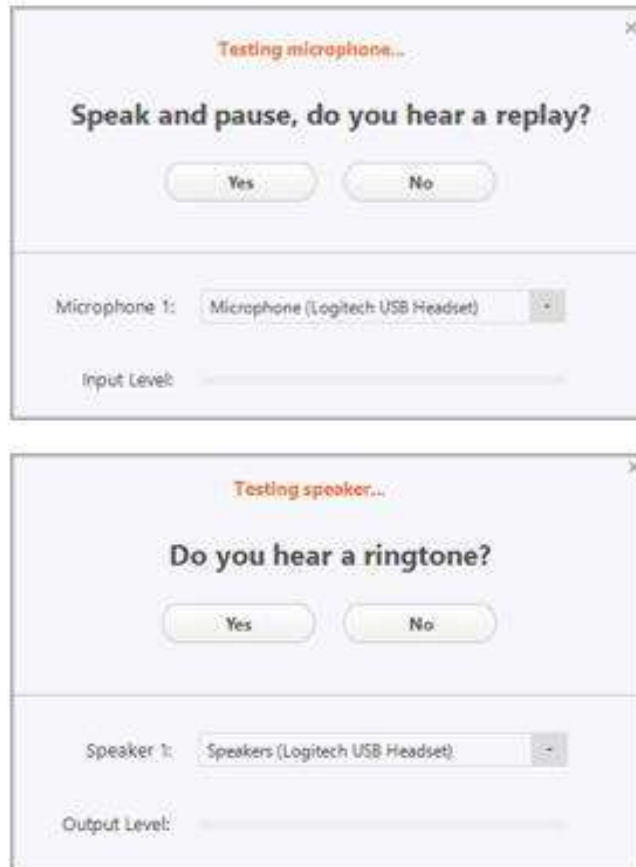 Testing microphone...
Speak and pause, do you hear a replay?
Yes No
Microphone 1: Microphone (Logitech USB Headset)
Input Level:
Testing speaker...
Do you hear a ringtone?
Yes No
Speaker 1: Speakers (Logitech USB Headset)
Output Level: